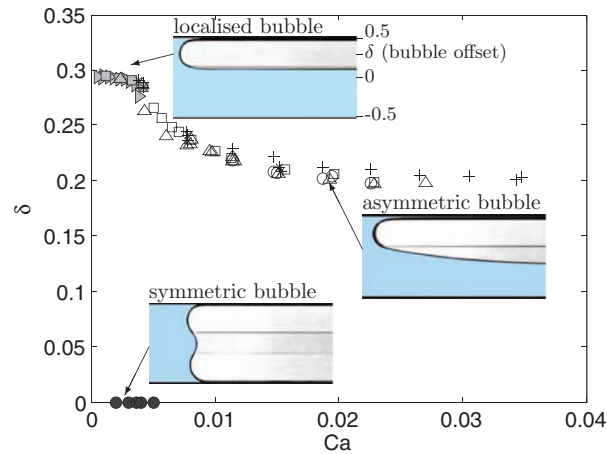 localised bubble
0.5
δ (bubble offset)
0
-0.5
0.35
0.3
0.25
0.2
0.15
0.1
0.05
0
δ
asymmetric bubble
symmetric bubble
0
0.01
0.02
0.03
0.04
Ca